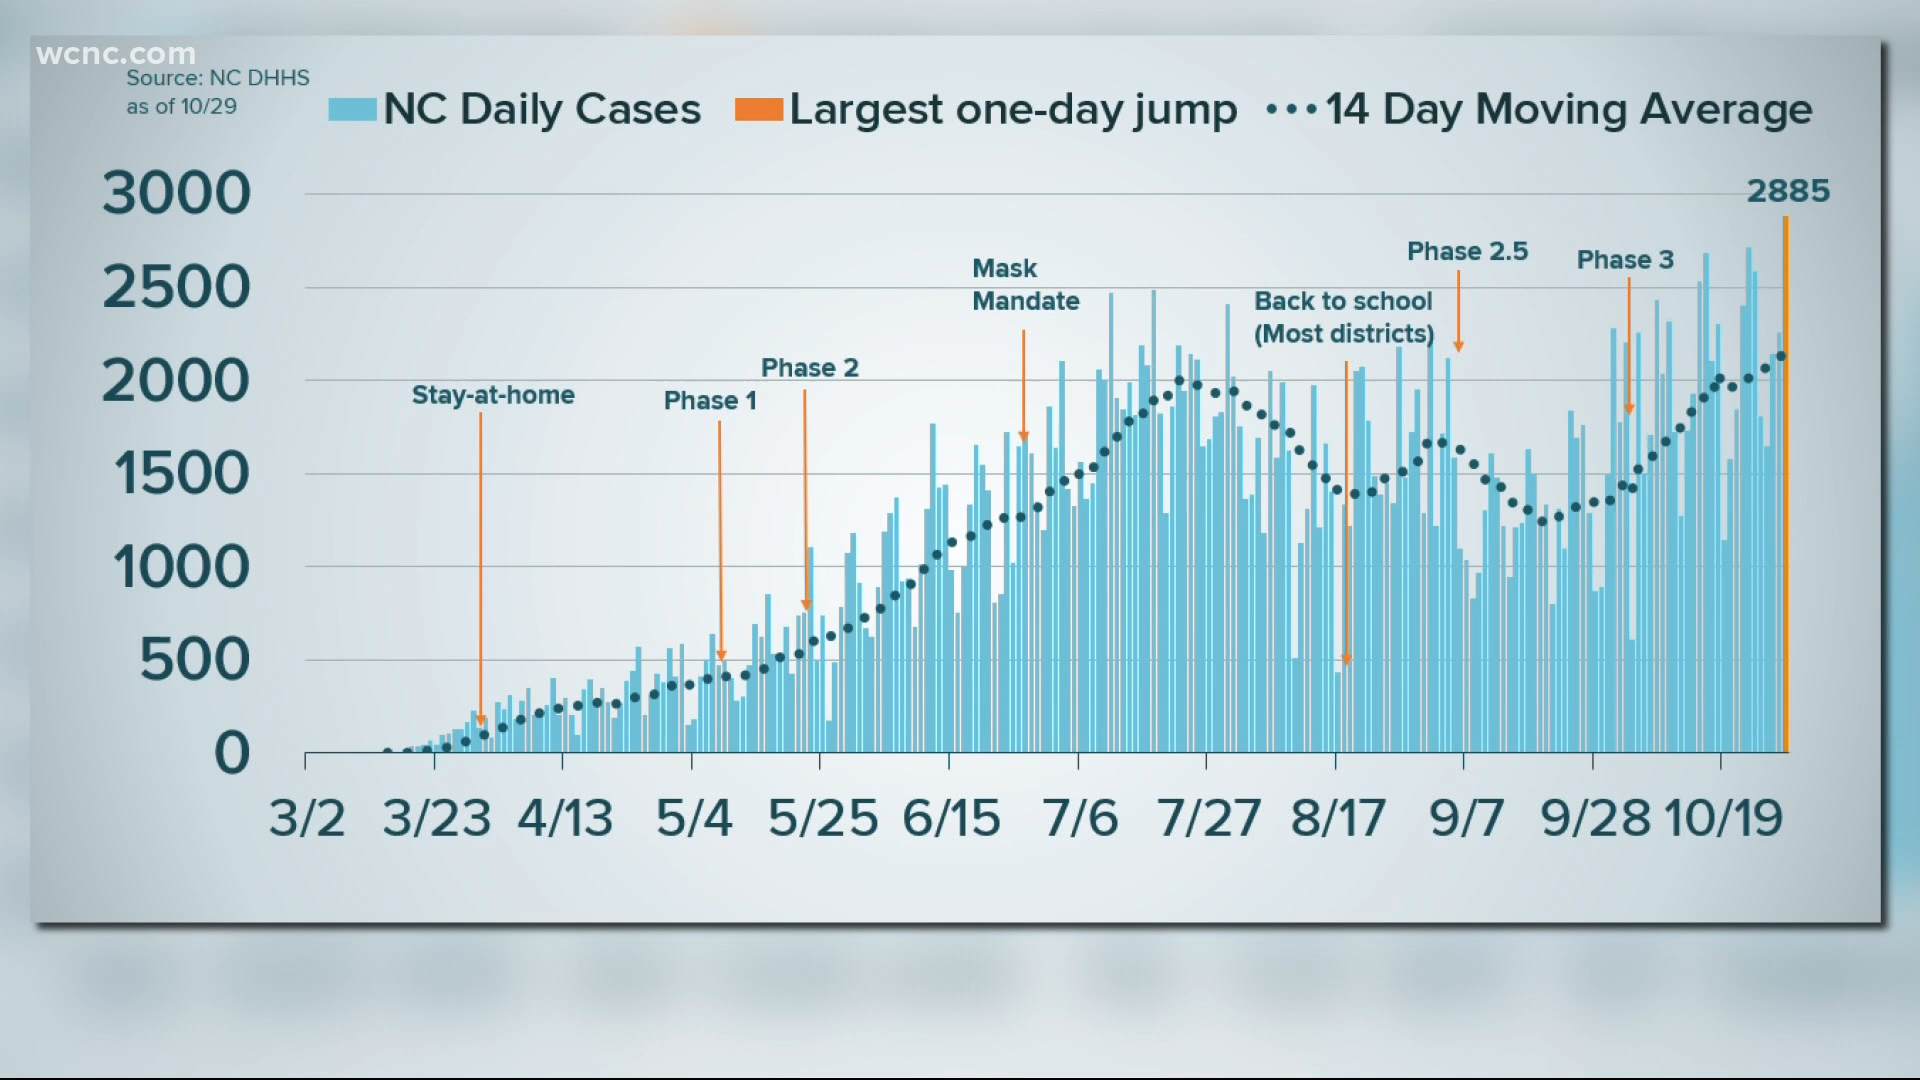 wcnc.com
Source: NC DHHS
as of 10/29
NC Daily Cases
Largest one-day jump
14 Day Moving Average
3000
2500
2000
1500
1000
500
0
Stay-at-home
Phase 1
Phase 2
Mask
Mandate
Back to school
(Most districts)
Phase 2.5
Phase 3
2885
3/2 3/23 4/13 5/4 5/25 6/15 7/6 7/27 8/17 9/7 9/28 10/19